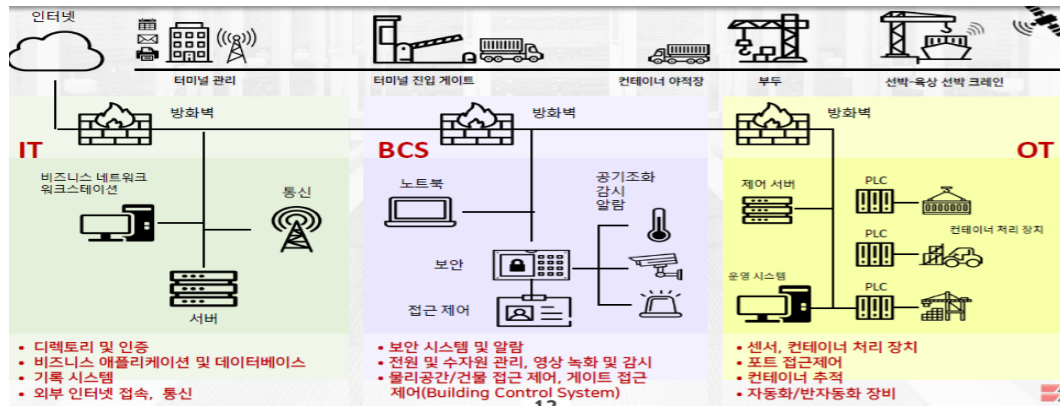 인터넷
터미널 관리
터미널 진입 게이트
컨테이너 야적장
부두
선박-육상 선박 크레인
방화벽
방화벽
방화벽
IT
BCS
OT
비즈니스 네트워크
워크스테이션
통신
서버
노트북
공기조화
감시
알람
보안
접근 제어
제어 서버
PLC
컨테이너 처리 장치
PLC
운영 시스템
PLC
• 디렉토리 및 인증
• 비즈니스 애플리케이션 및 데이터베이스
• 기록 시스템
• 외부 인터넷 접속, 통신
• 보안 시스템 및 알람
• 전원 및 수자원 관리, 영상 녹화 및 감시
• 물리공간/건물 접근 제어, 게이트 접근
제어(Building Control System)
• 센서, 컨테이너 처리 장치
• 포트 접근제어
• 컨테이너 추적
• 자동화/반자동화 장비